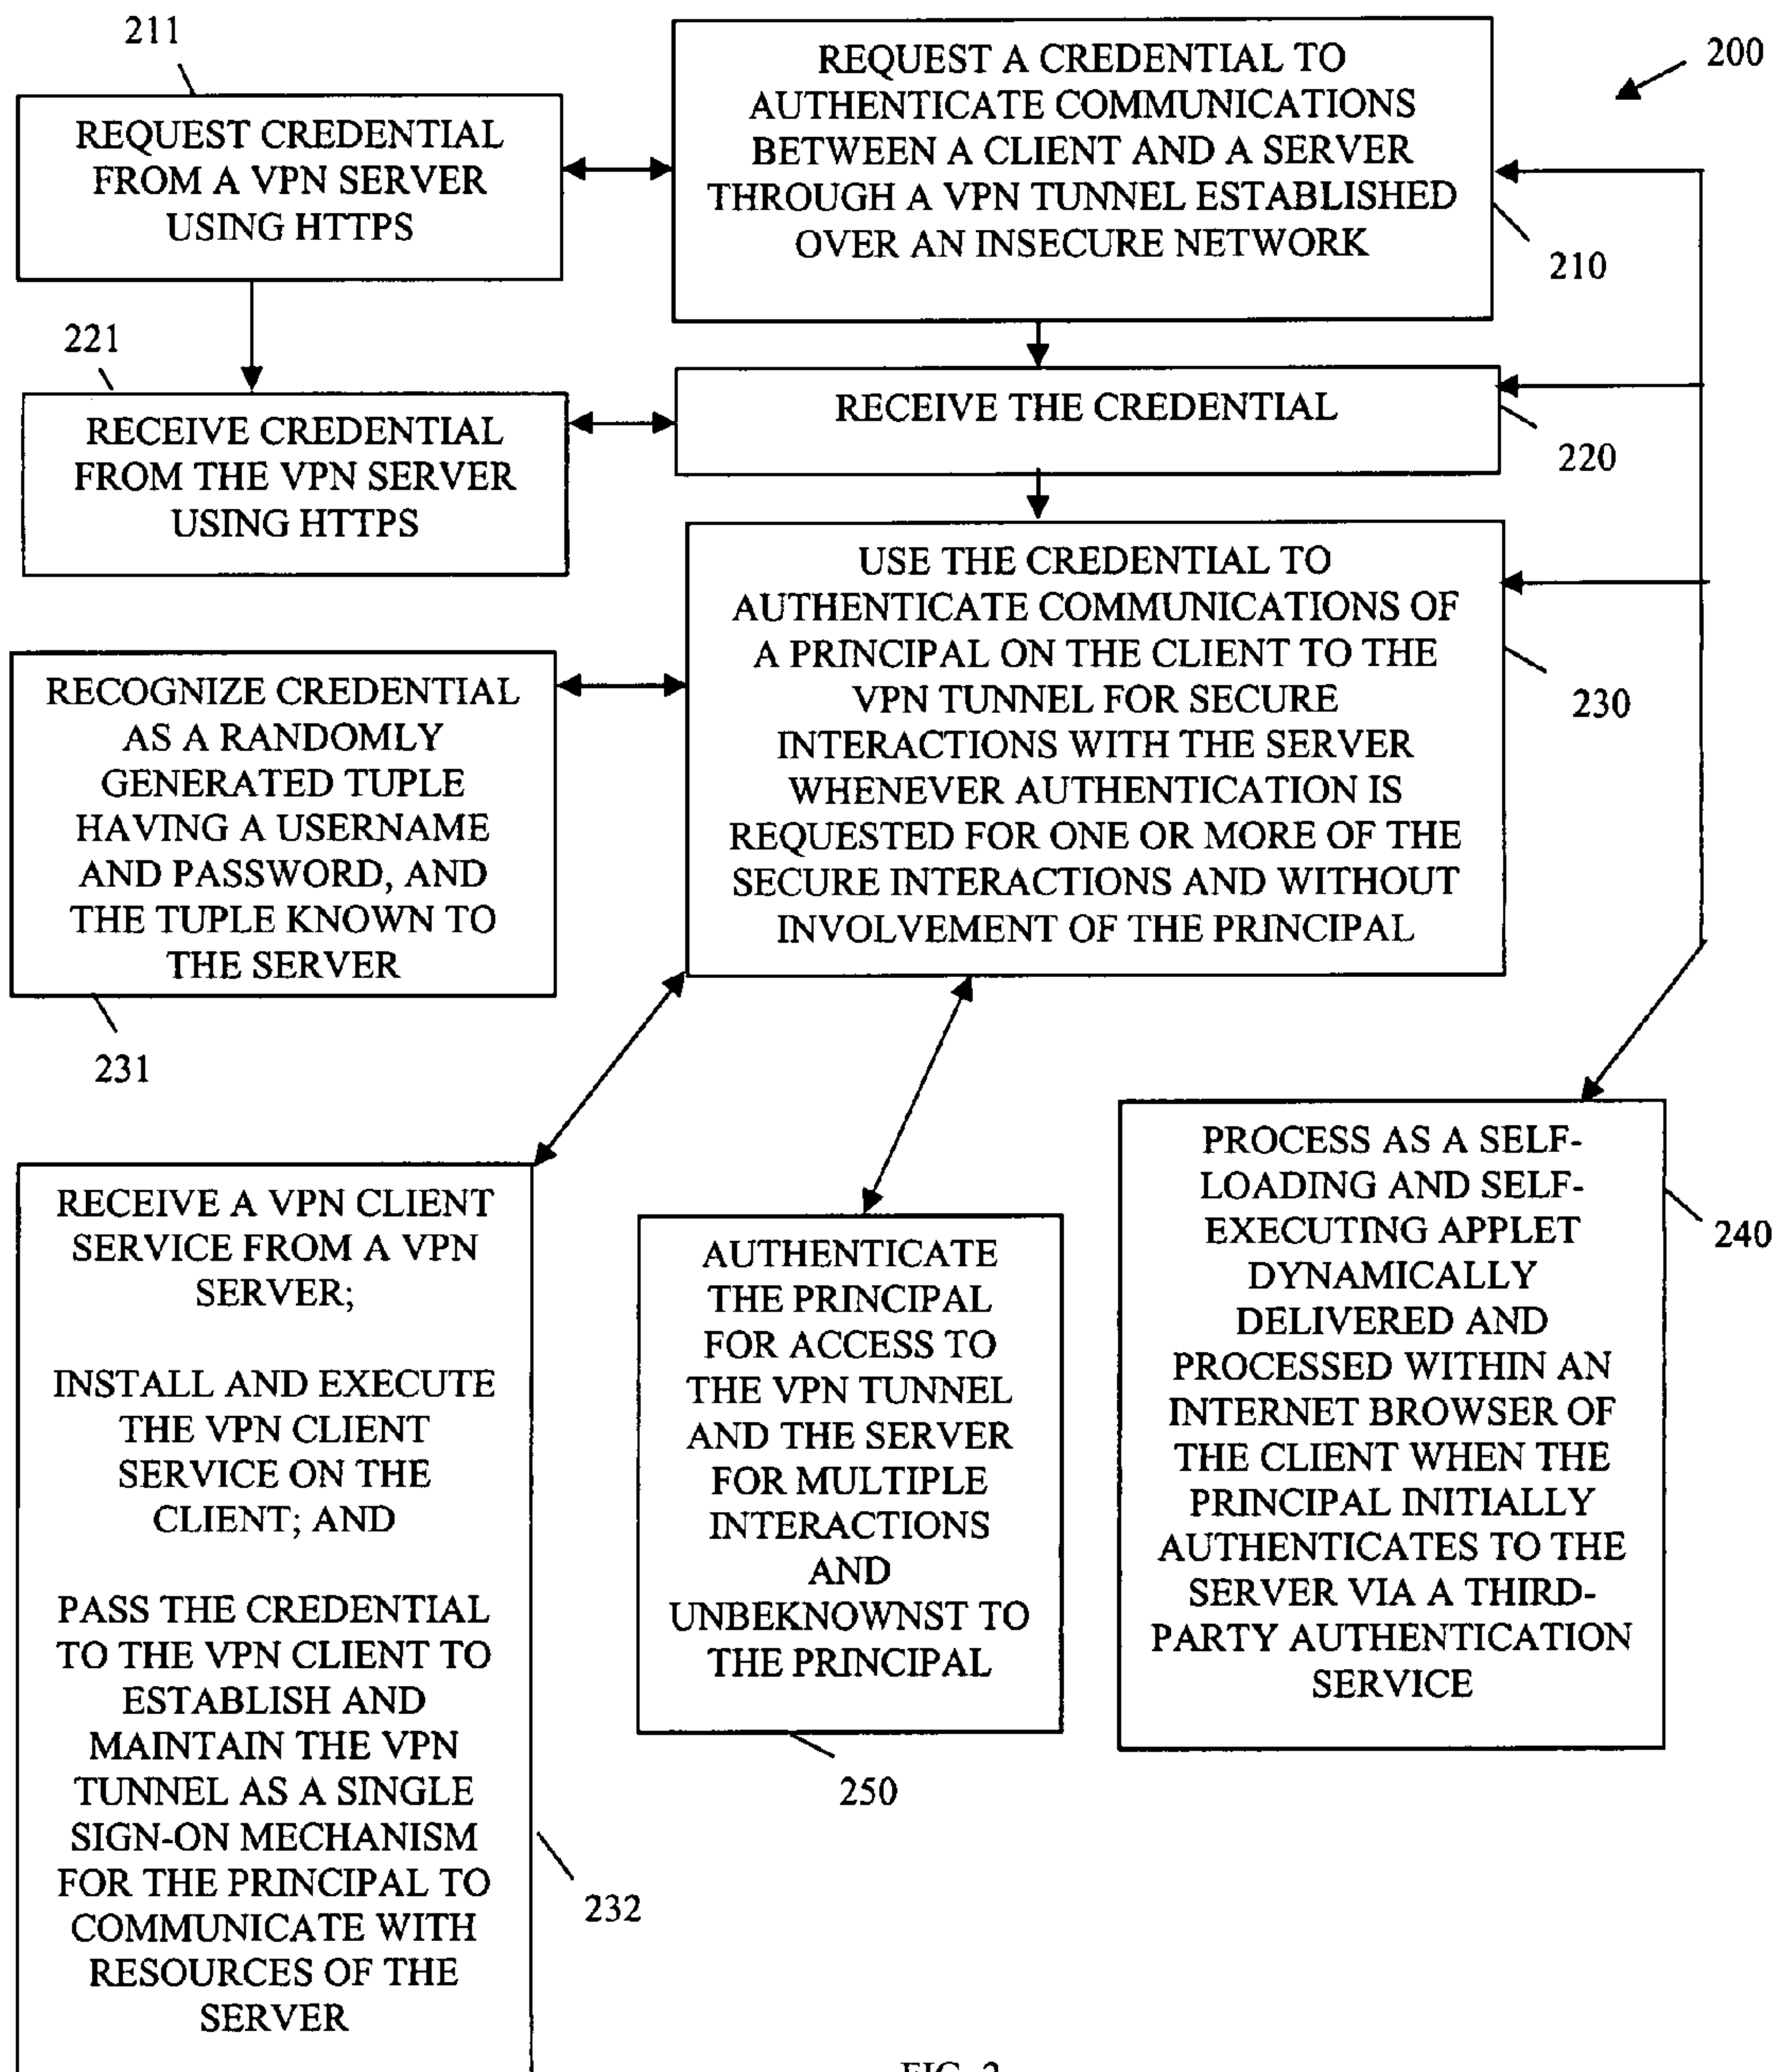 211
REQUEST A CREDENTIAL TO
AUTHENTICATE COMMUNICATIONS
BETWEEN A CLIENT AND A SERVER
THROUGH A VPN TUNNEL ESTABLISHED
OVER AN INSECURE NETWORK
200
REQUEST CREDENTIAL
FROM A VPN SERVER
USING HTTPS
210
221
RECEIVE THE CREDENTIAL
220
RECEIVE CREDENTIAL
FROM THE VPN SERVER
USING HTTPS
USE THE CREDENTIAL TO
AUTHENTICATE COMMUNICATIONS OF
A PRINCIPAL ON THE CLIENT TO THE
VPN TUNNEL FOR SECURE
INTERACTIONS WITH THE SERVER
WHENEVER AUTHENTICATION IS
REQUESTED FOR ONE OR MORE OF THE
SECURE INTERACTIONS AND WITHOUT
INVOLVEMENT OF THE PRINCIPAL
230
RECOGNIZE CREDENTIAL
AS A RANDOMLY
GENERATED TUPLE
HAVING A USERNAME
AND PASSWORD, AND
THE TUPLE KNOWN TO
THE SERVER
231
RECEIVE A VPN CLIENT
SERVICE FROM A VPN
SERVER;
INSTALL AND EXECUTE
THE VPN CLIENT
SERVICE ON THE
CLIENT; AND
PASS THE CREDENTIAL
TO THE VPN CLIENT TO
ESTABLISH AND
MAINTAIN THE VPN
TUNNEL AS A SINGLE
SIGN-ON MECHANISM
FOR THE PRINCIPAL TO
COMMUNICATE WITH
RESOURCES OF THE
SERVER
232
AUTHENTICATE
THE PRINCIPAL
FOR ACCESS TO
THE VPN TUNNEL
AND THE SERVER
FOR MULTIPLE
INTERACTIONS
AND
UNBEKNOWNST TO
THE PRINCIPAL
250
PROCESS AS A SELF-
LOADING AND SELF-
EXECUTING APPLET
DYNAMICALLY
DELIVERED AND
PROCESSED WITHIN AN
INTERNET BROWSER OF
THE CLIENT WHEN THE
PRINCIPAL INITIALLY
AUTHENTICATES TO THE
SERVER VIA A THIRD-
PARTY AUTHENTICATION
SERVICE
240
FIG. 2